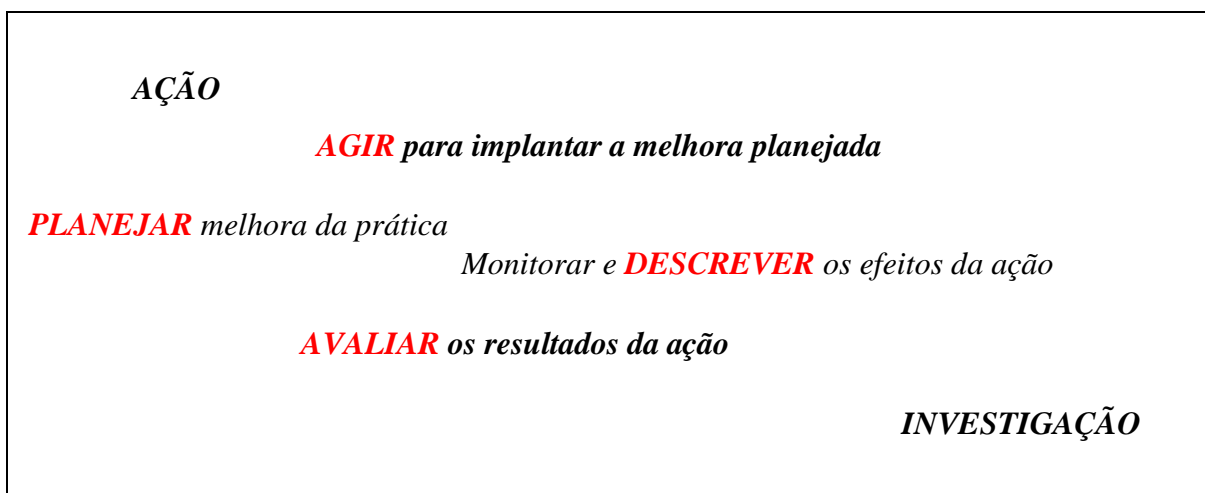 AÇÃO
AGIR para implantar a melhora planejada
PLANEJAR melhora da prática
Monitorar e DESCREVER os efeitos da ação
AVALIAR os resultados da ação
INVESTIGAÇÃO